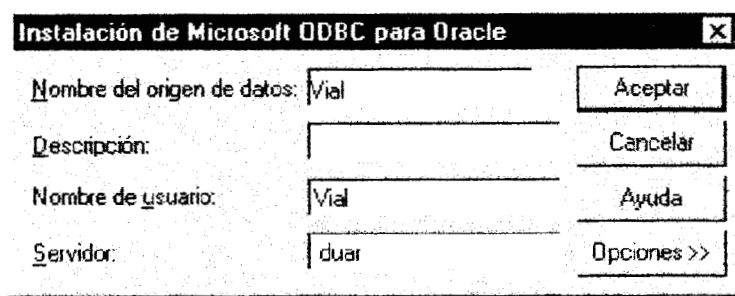 Instalación de Microsoft ODBC para Oracle
Nombre del origen de datos: Vial Aceptar
Descripción: Cancelar
Nombre de usuario: Vial Ayuda
Servidor: duar Opciones >>